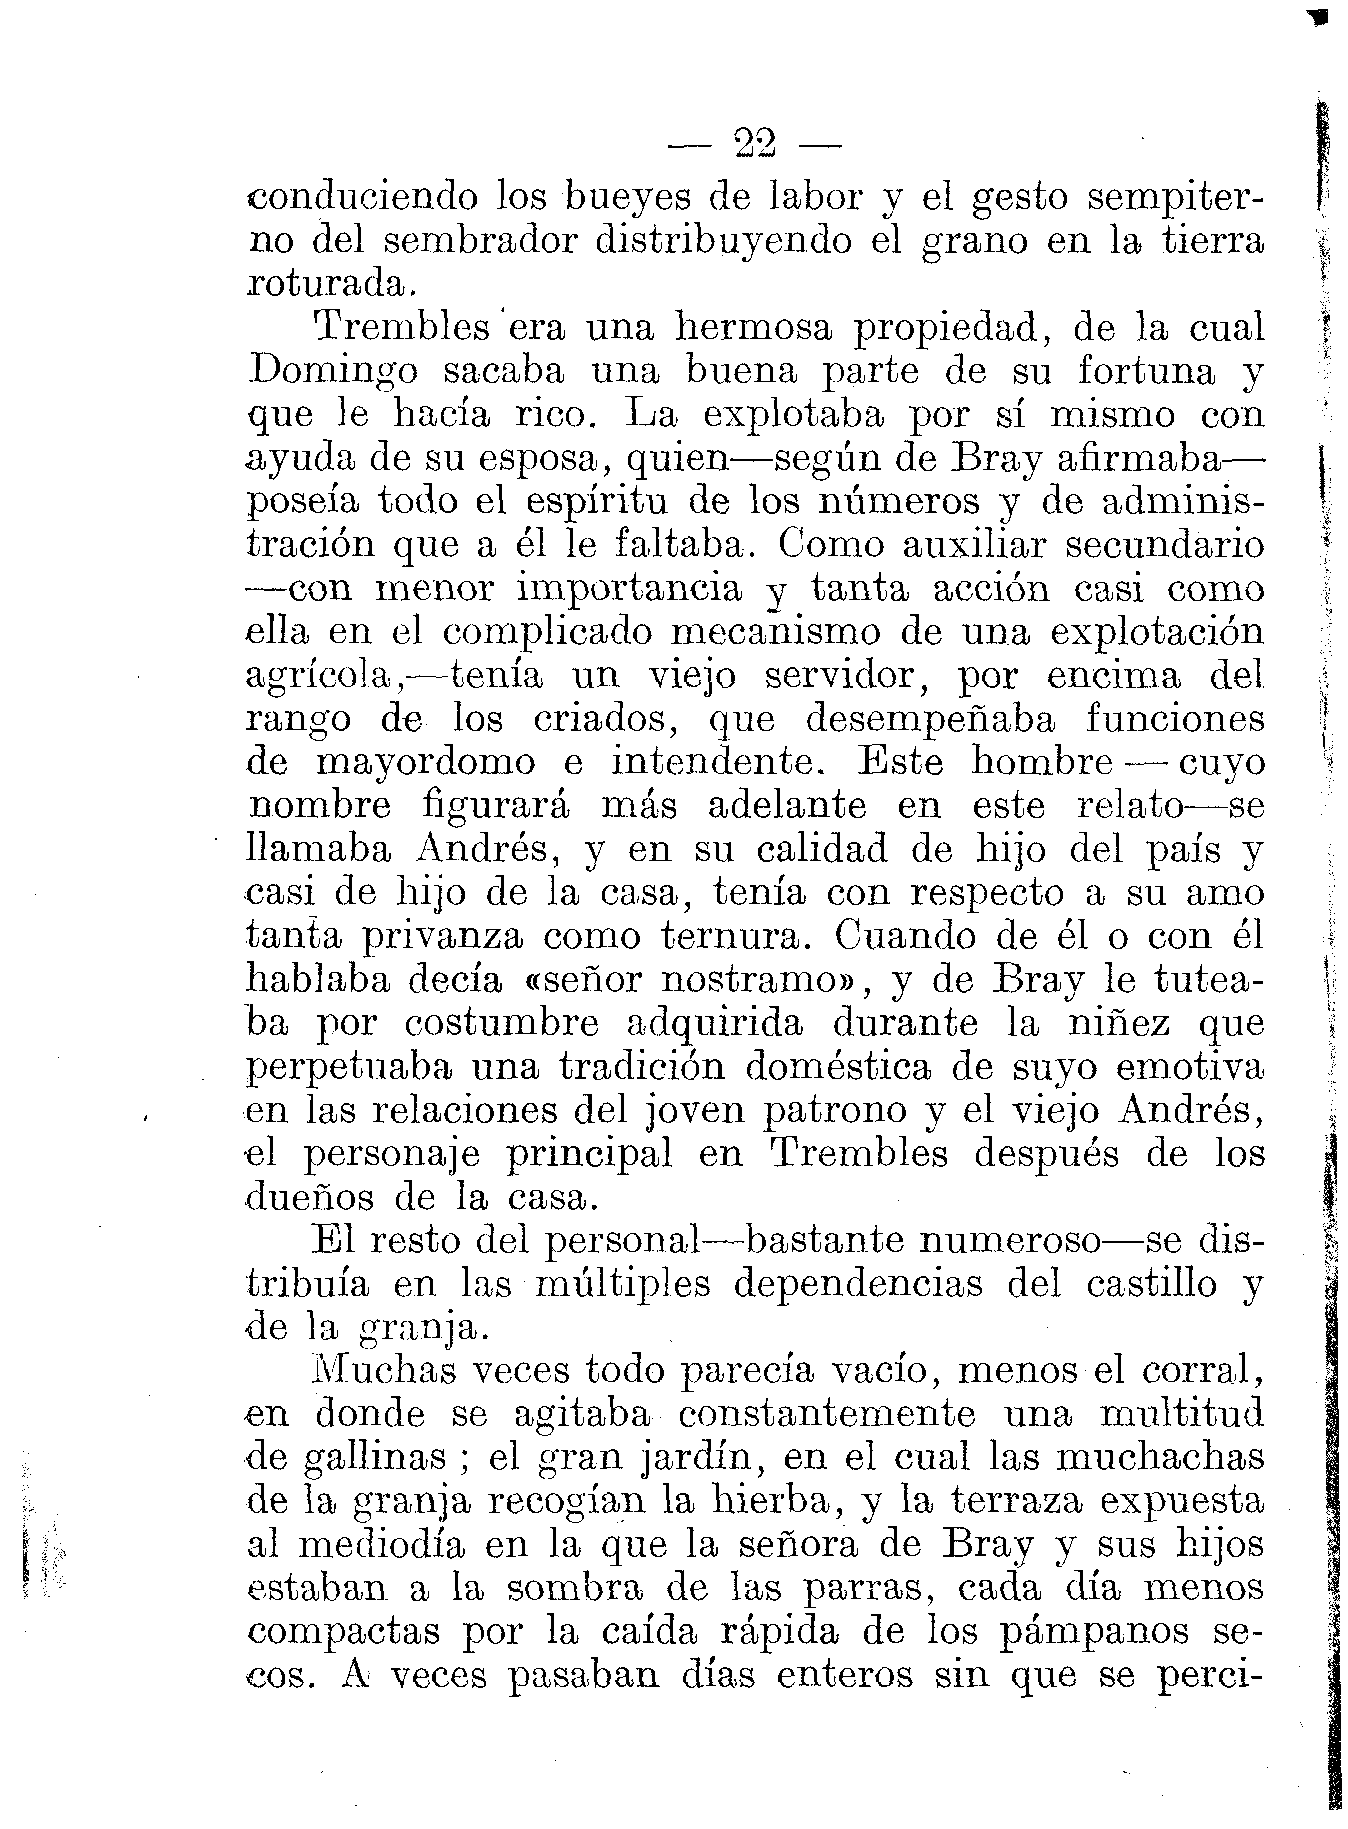 — 22 —
conduciendo los bueyes de labor y el gesto sempiter-
no del sembrador distribuyendo el grano en la tierra
roturada.
Trembles era una hermosa propiedad, de la cual
Domingo sacaba una buena parte de su fortuna y
que le hacía rico. La explotaba por sí mismo con
ayuda de su esposa, quien—según de Bray afirmaba—
poseía todo el espíritu de los números y de adminis-
tración que a él le faltaba. Como auxiliar secundario
—con menor importancia y tanta acción casi como
ella en el complicado mecanismo de una explotación
agrícola,—tenía un viejo servidor, por encima del
rango de los criados, que desempeñaba funciones
de mayordomo e intendente. Este hombre — cuyo
nombre figurará más adelante en este relato—se
llamaba Andrés, y en su calidad de hijo del país y
casi de hijo de la casa, tenía con respecto a su amo
tanta privanza como ternura. Cuando de él o con él
hablaba decía «señor nostramo», y de Bray le tutea-
ba por costumbre adquirida durante la niñez que
perpetuaba una tradición doméstica de suyo emotiva
en las relaciones del joven patrono y el viejo Andrés,
el personaje principal en Trembles después de los
dueños de la casa.
El resto del personal—bastante numeroso—se dis-
tribuía en las múltiples dependencias del castillo y
de la granja.
Muchas veces todo parecía vacío, menos el corral,
en donde se agitaba constantemente una multitud
de gallinas ; el gran jardín, en el cual las muchachas
de la granja recogían la hierba, y la terraza expuesta
al mediodía en la que la señora de Bray y sus hijos
estaban a la sombra de las parras, cada día menos
compactas por la caída rápida de los pámpanos se-
cos. A veces pasaban días enteros sin que se perci-